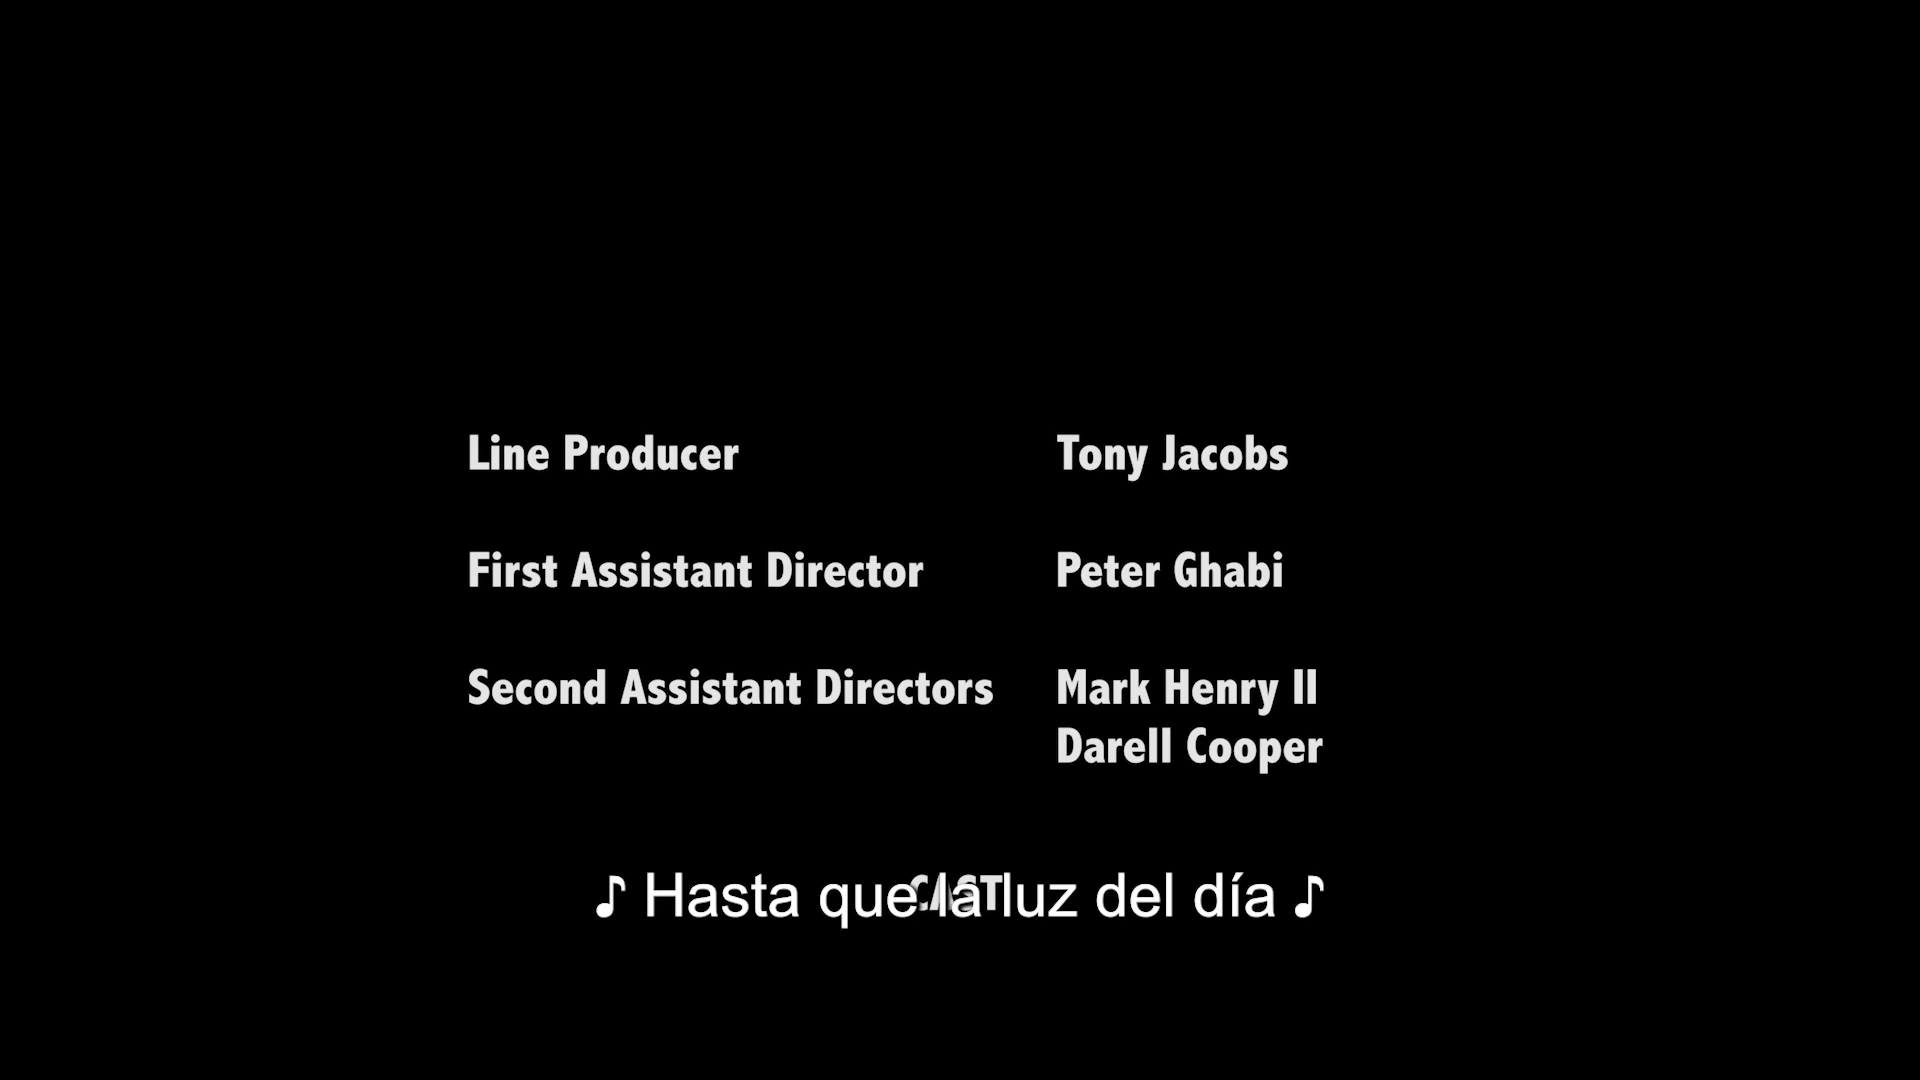 Line Producer Tony Jacobs
First Assistant Director Peter Ghabi
Second Assistant Directors Mark Henry II
Darell Cooper
CAST
♪ Hasta que la luz del día ♪